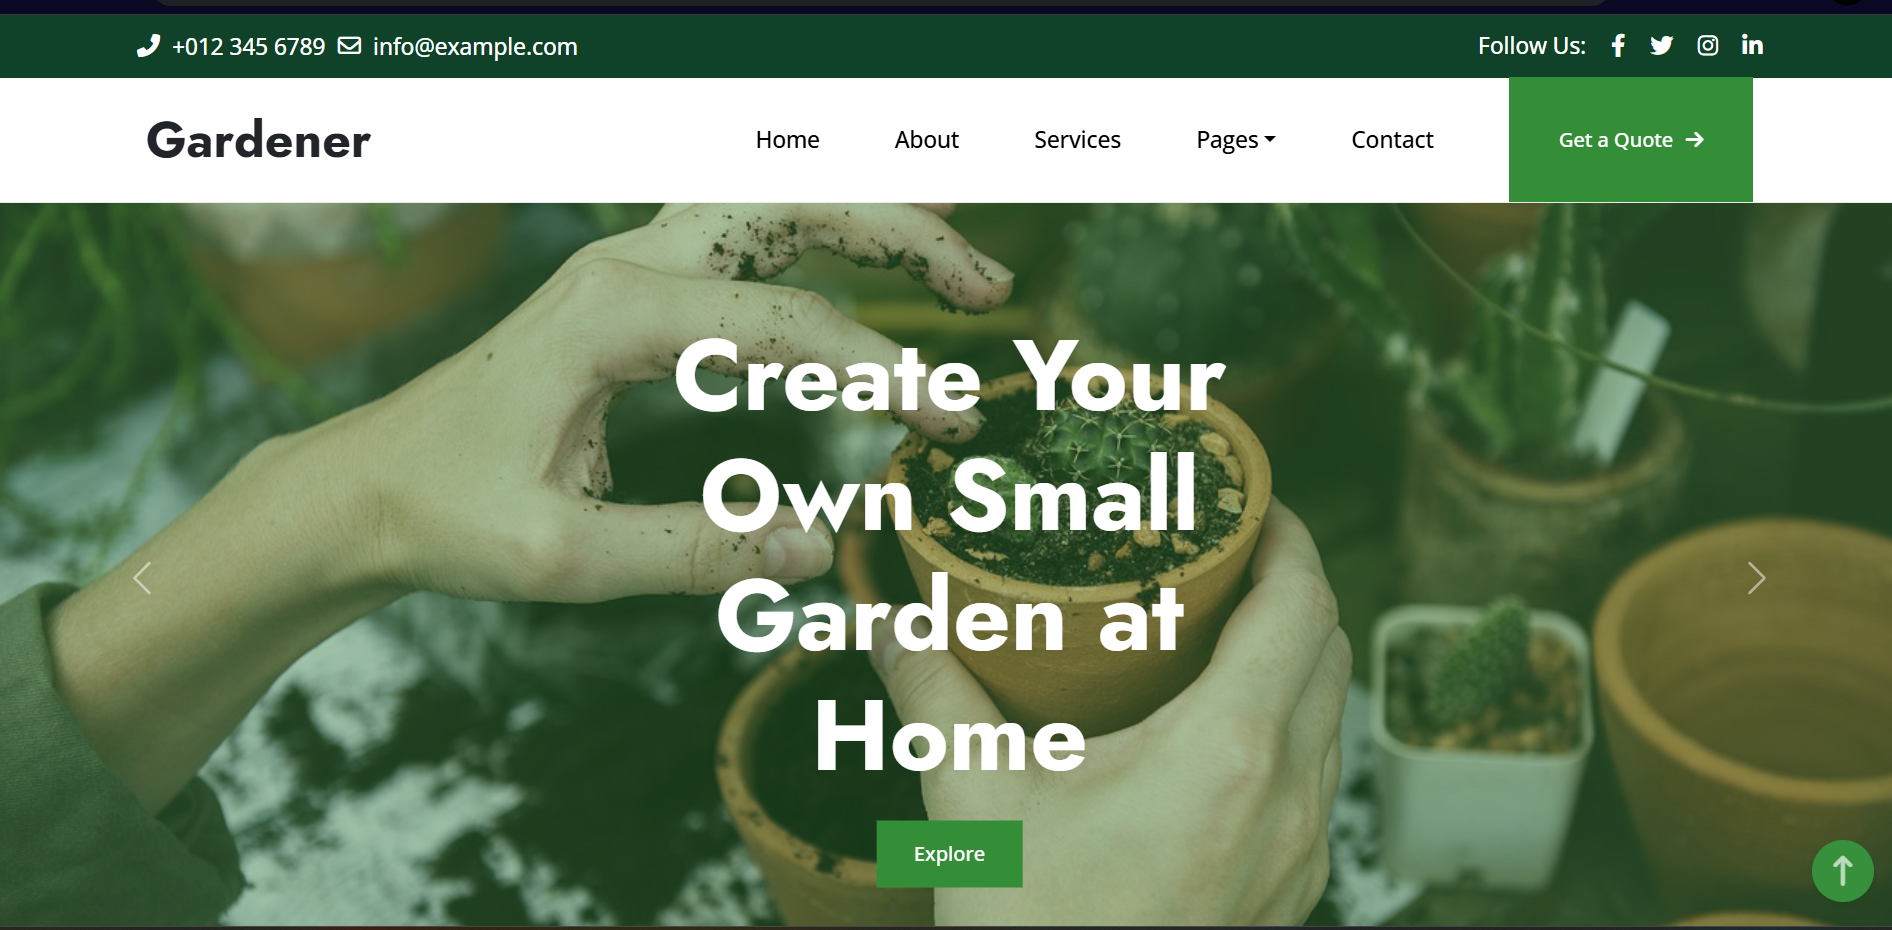 +012 345 6789 info@example.com Follow Us:
Gardener Home About Services Pages Contact Get a Quote
Create Your
Own Small
Garden at
Home
Explore